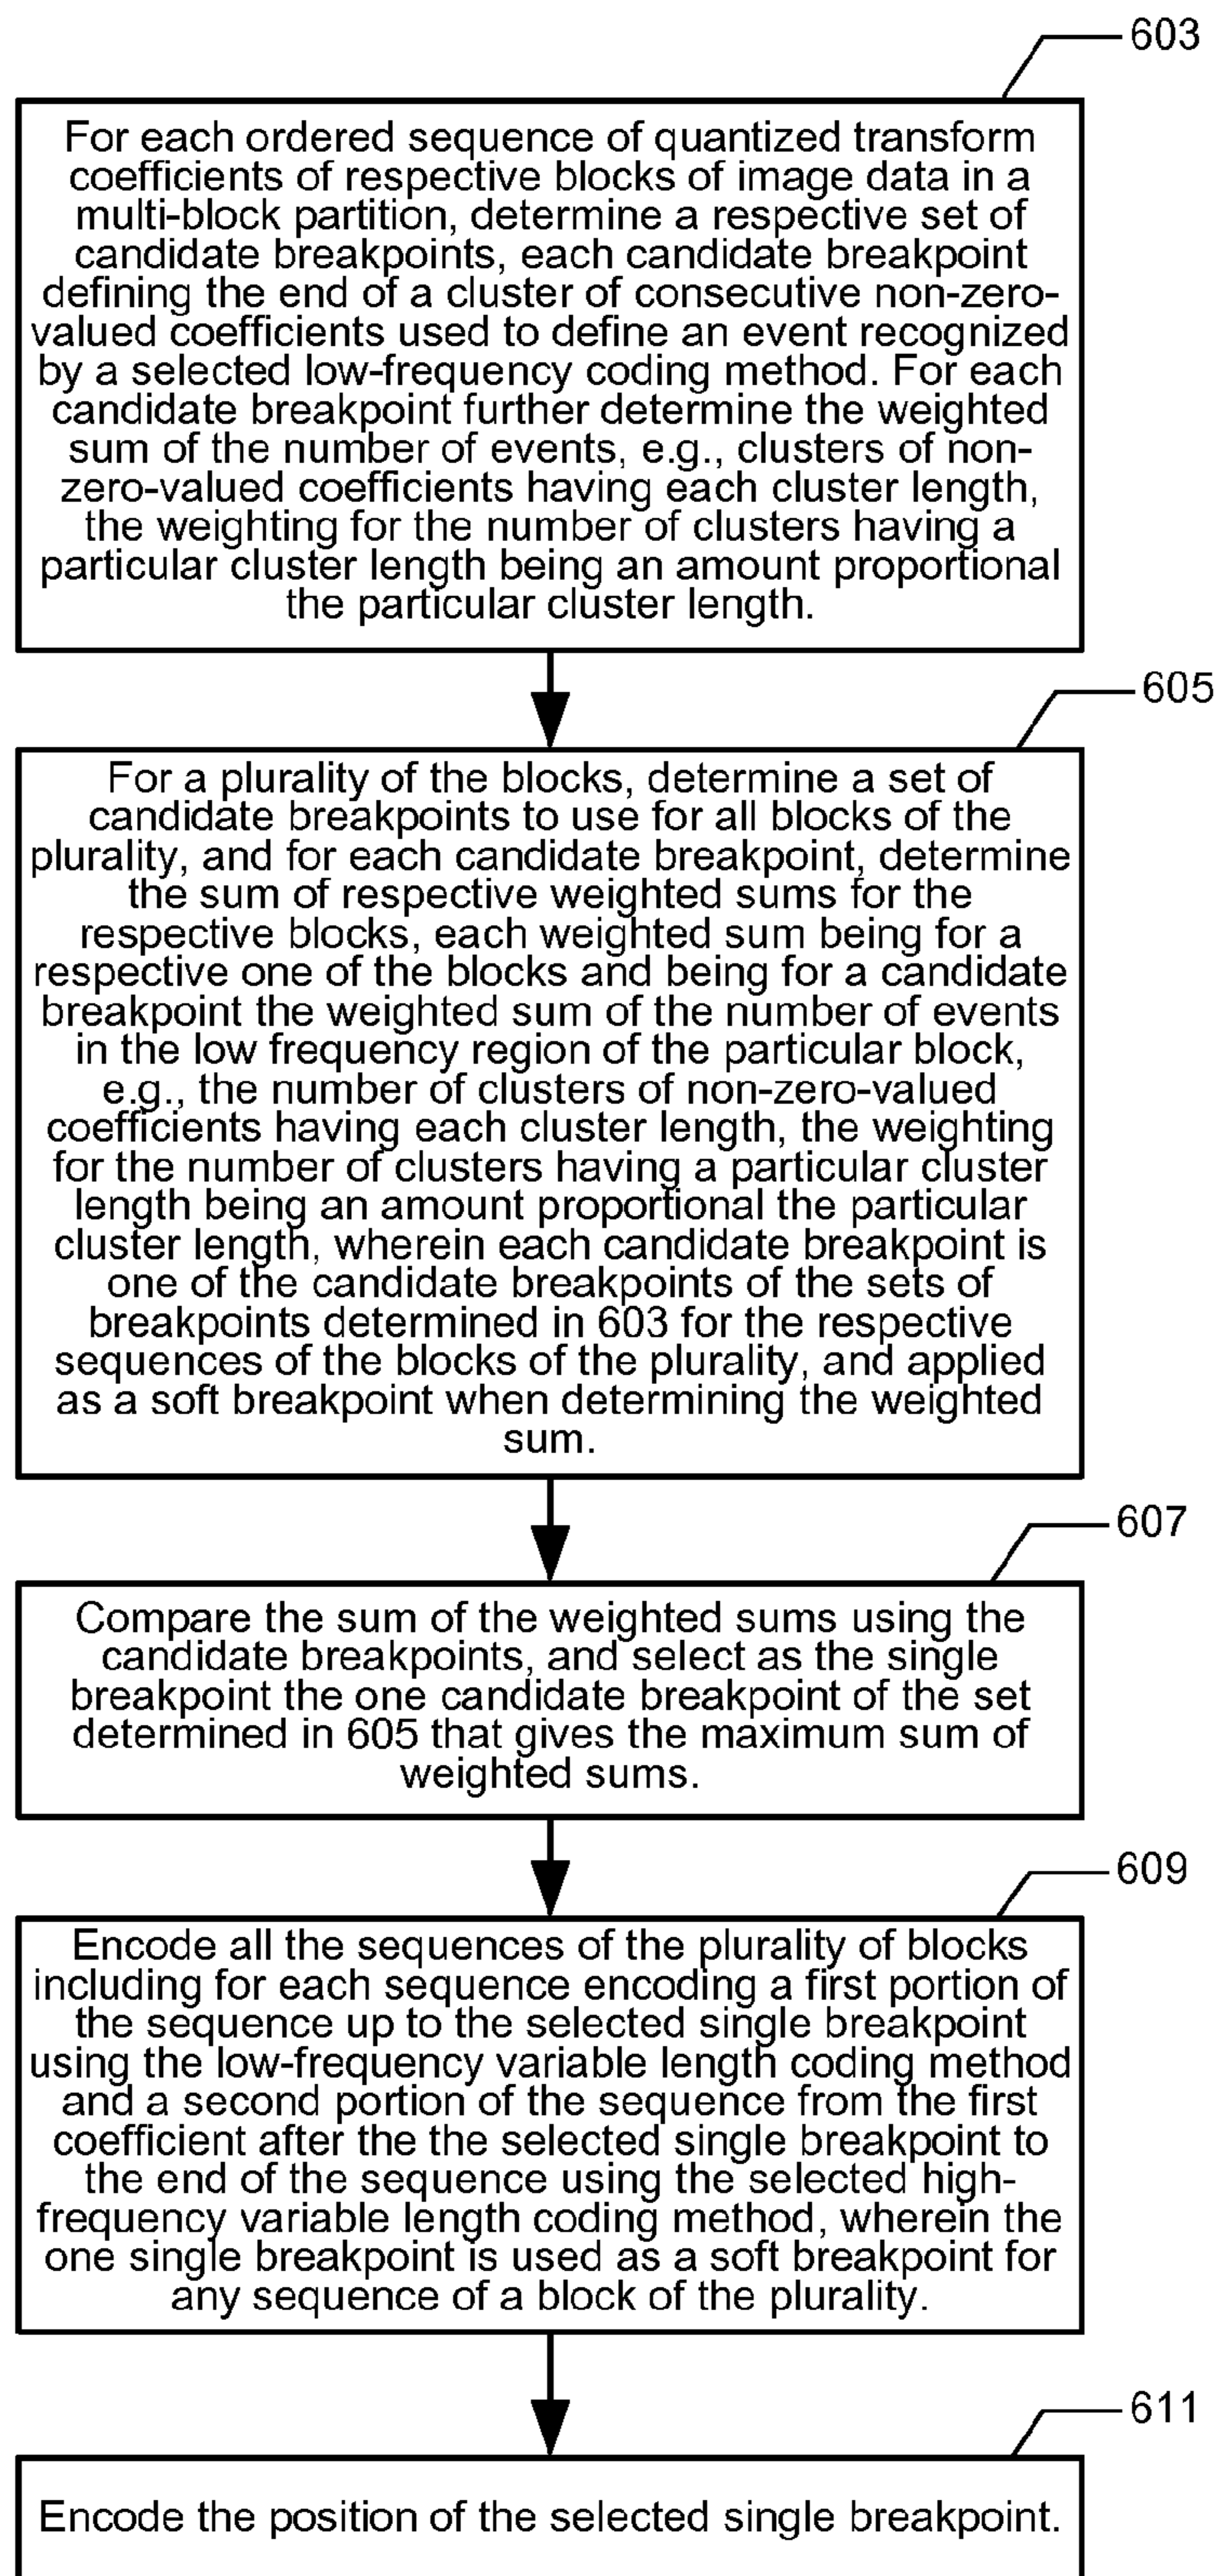 603
For each ordered sequence of quantized transform
coefficients of respective blocks of image data in a
multi-block partition, determine a respective set of
candidate breakpoints, each candidate breakpoint
defining the end of a cluster of consecutive non-zero-
valued coefficients used to define an event recognized
by a selected low-frequency coding method. For each
candidate breakpoint further determine the weighted
sum of the number of events, e.g., clusters of non-
zero-valued coefficients having each cluster length,
the weighting for the number of clusters having a
particular cluster length being an amount proportional
the particular cluster length.
605
For a plurality of the blocks, determine a set of
candidate breakpoints to use for all blocks of the
plurality, and for each candidate breakpoint, determine
the sum of respective weighted sums for the
respective blocks, each weighted sum being for a
respective one of the blocks and being for a candidate
breakpoint the weighted sum of the number of events
in the low frequency region of the particular block,
e.g., the number of clusters of non-zero-valued
coefficients having each cluster length, the weighting
for the number of clusters having a particular cluster
length being an amount proportional the particular
cluster length, wherein each candidate breakpoint is
one of the candidate breakpoints of the sets of
breakpoints determined in 603 for the respective
sequences of the blocks of the plurality, and applied
as a soft breakpoint when determining the weighted
sum.
607
Compare the sum of the weighted sums using the
candidate breakpoints, and select as the single
breakpoint the one candidate breakpoint of the set
determined in 605 that gives the maximum sum of
weighted sums.
609
Encode all the sequences of the plurality of blocks
including for each sequence encoding a first portion of
the sequence up to the selected single breakpoint
using the low-frequency variable length coding method
and a second portion of the sequence from the first
coefficient after the the selected single breakpoint to
the end of the sequence using the selected high-
frequency variable length coding method, wherein the
one single breakpoint is used as a soft breakpoint for
any sequence of a block of the plurality.
611
Encode the position of the selected single breakpoint.